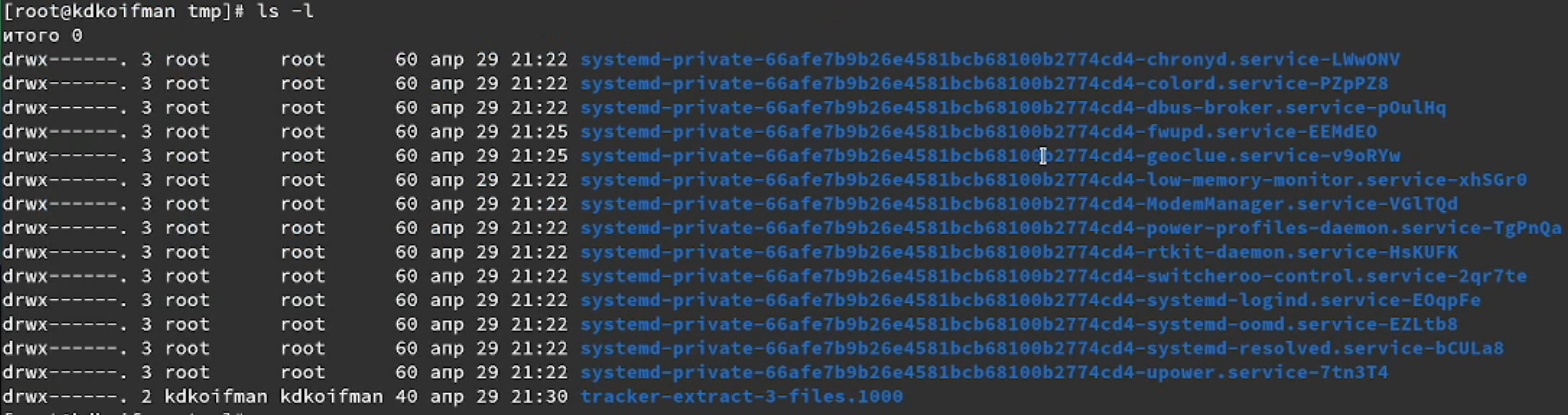 [root@kdkoifman tmp]# ls -l
итого 0
drwx------. 3 root root 60 апр 29 21:22 systemd-private-66afe7b9b26e4581bcb68100b2774cd4-chronyd.service-LWwONV
drwx------. 3 root root 60 апр 29 21:22 systemd-private-66afe7b9b26e4581bcb68100b2774cd4-colord.service-PZpPZ8
drwx------. 3 root root 60 апр 29 21:22 systemd-private-66afe7b9b26e4581bcb68100b2774cd4-dbus-broker.service-pOulHq
drwx------. 3 root root 60 апр 29 21:25 systemd-private-66afe7b9b26e4581bcb68100b2774cd4-fwupd.service-EEMdEO
drwx------. 3 root root 60 апр 29 21:25 systemd-private-66afe7b9b26e4581bcb68100b2774cd4-geoclue.service-v9oRYw
drwx------. 3 root root 60 апр 29 21:22 systemd-private-66afe7b9b26e4581bcb68100b2774cd4-low-memory-monitor.service-xhSGr0
drwx------. 3 root root 60 апр 29 21:22 systemd-private-66afe7b9b26e4581bcb68100b2774cd4-ModemManager.service-VGlTQd
drwx------. 3 root root 60 апр 29 21:22 systemd-private-66afe7b9b26e4581bcb68100b2774cd4-power-profiles-daemon.service-TgPnQa
drwx------. 3 root root 60 апр 29 21:22 systemd-private-66afe7b9b26e4581bcb68100b2774cd4-rtkit-daemon.service-HsKUFK
drwx------. 3 root root 60 апр 29 21:22 systemd-private-66afe7b9b26e4581bcb68100b2774cd4-switcheroo-control.service-2qr7te
drwx------. 3 root root 60 апр 29 21:22 systemd-private-66afe7b9b26e4581bcb68100b2774cd4-systemd-logind.service-EOqpFe
drwx------. 3 root root 60 апр 29 21:22 systemd-private-66afe7b9b26e4581bcb68100b2774cd4-systemd-oomd.service-EZLtb8
drwx------. 3 root root 60 апр 29 21:22 systemd-private-66afe7b9b26e4581bcb68100b2774cd4-systemd-resolved.service-bCULa8
drwx------. 3 root root 60 апр 29 21:22 systemd-private-66afe7b9b26e4581bcb68100b2774cd4-upower.service-7tn3T4
drwx------. 2 kdkoifman kdkoifman 40 апр 29 21:30 tracker-extract-3-files.1000